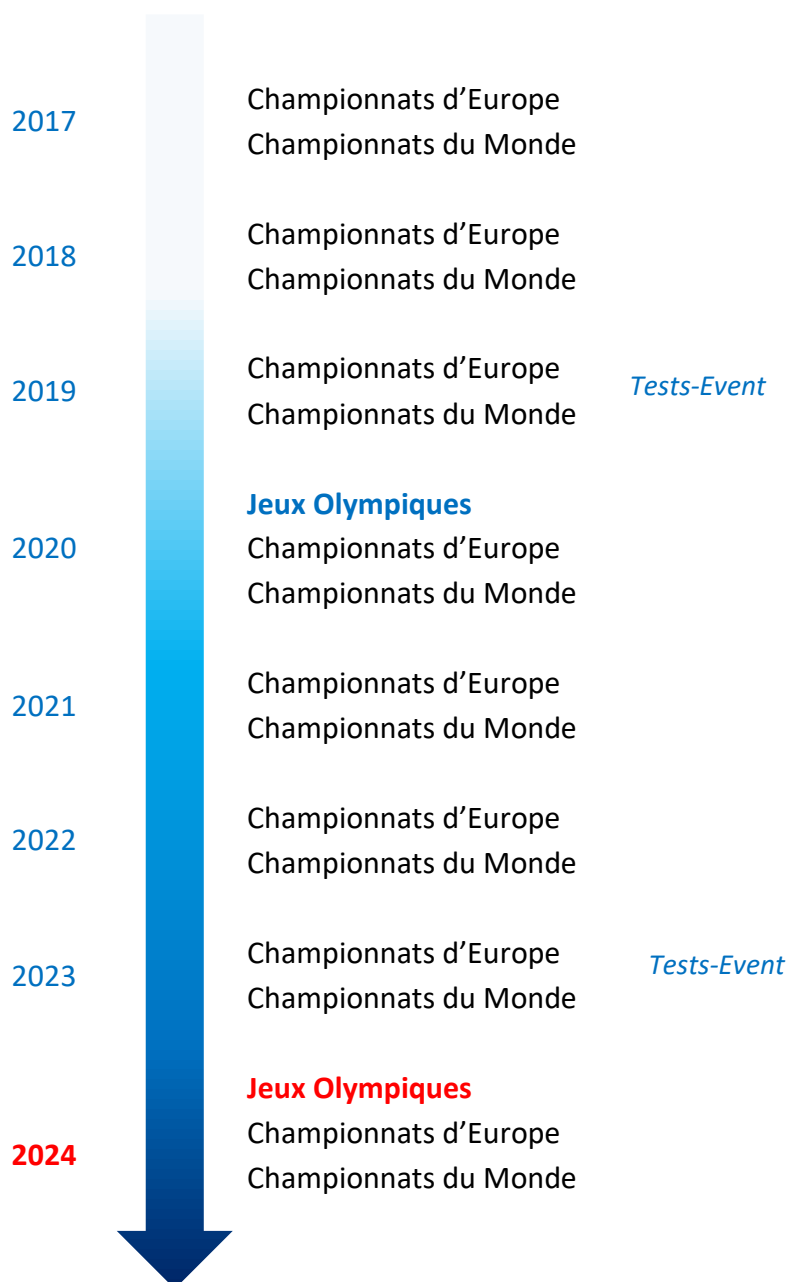 Championnats d’Europe
2017
Championnats du Monde
Championnats d’Europe
2018
Championnats du Monde
Championnats d’Europe
2019
Tests-Event
Championnats du Monde
Jeux Olympiques
2020
Championnats d’Europe
Championnats du Monde
Championnats d’Europe
2021
Championnats du Monde
Championnats d’Europe
2022
Championnats du Monde
Championnats d’Europe
2023
Tests-Event
Championnats du Monde
Jeux Olympiques
Championnats d’Europe
2024
Championnats du Monde